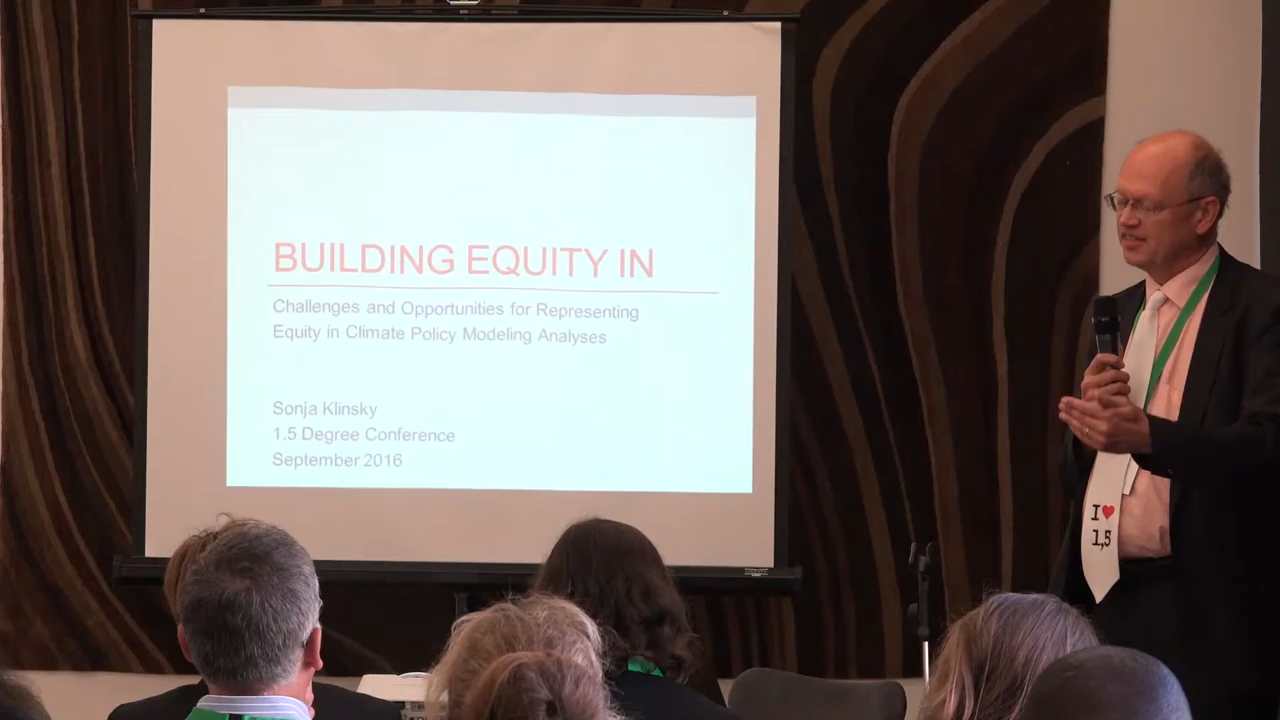 BUILDING EQUITY IN
Challenges and Opportunities for Representing
Equity in Climate Policy Modeling Analyses
Sonja Klinsky
1.5 Degree Conference
September 2016
I❤
1,5